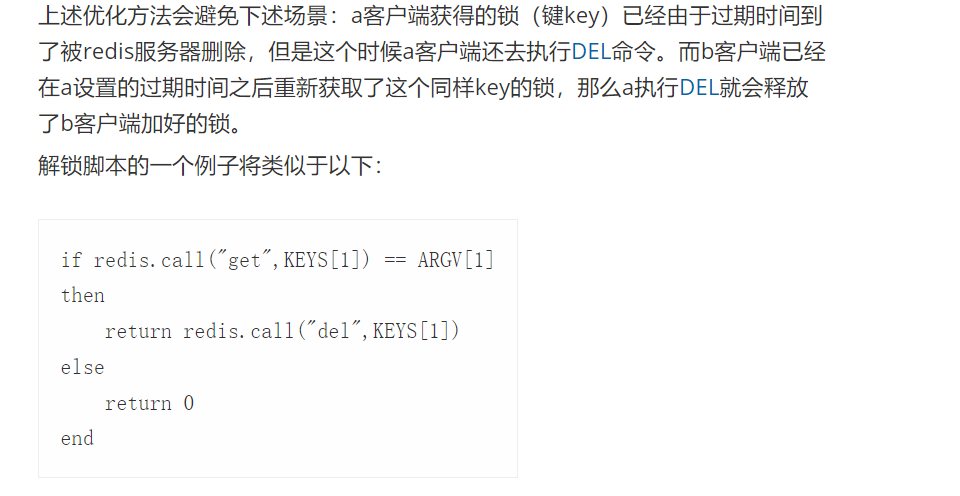 上述优化方法会避免下述场景：a客户端获得的锁（键key）已经由于过期时间到
了被redis服务器删除，但是这个时候a客户端还去执行DEL命令。而b客户端已经
在a设置的过期时间之后重新获取了这个同样key的锁，那么a执行DEL就会释放
了b客户端加好的锁。
解锁脚本的一个例子将类似于以下：
if redis.call("get",KEYS[1]) == ARGV[1]
then
    return redis.call("del",KEYS[1])
else
    return 0
end